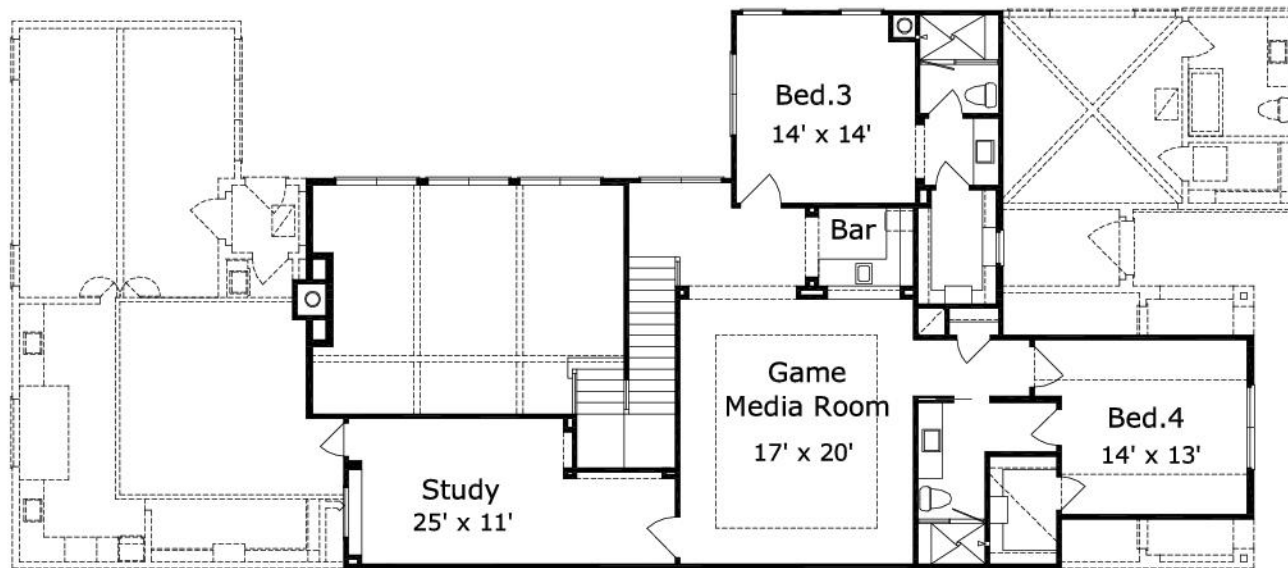 Bed.3
14' x 14'
Bar
Game
Media Room
17' x 20'
Bed.4
14' x 13'
Study
25' x 11'